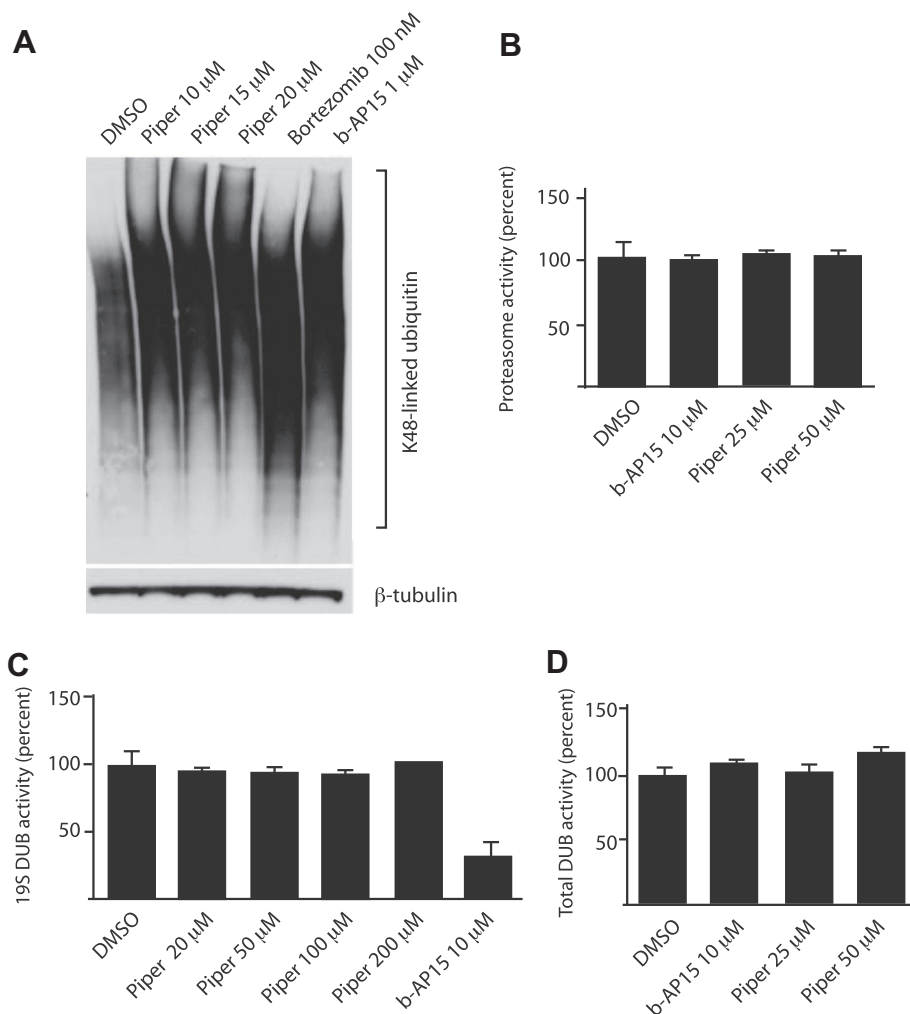 A
DMSO
Piper 10 μM
Piper 15 μM
Piper 20 μM
Bortezomib 100 nM
b-AP15 1 μM
K48-linked ubiquitin
β-tubulin
B
Proteasome activity (percent)
150
100
50
DMSO
b-AP15 10 μM
Piper 25 μM
Piper 50 μM
C
19S DUB activity (percent)
150
100
50
DMSO
Piper 20 μM
Piper 50 μM
Piper 100 μM
Piper 200 μM
b-AP15 10 μM
D
Total DUB activity (percent)
150
100
50
DMSO
b-AP15 10 μM
Piper 25 μM
Piper 50 μM